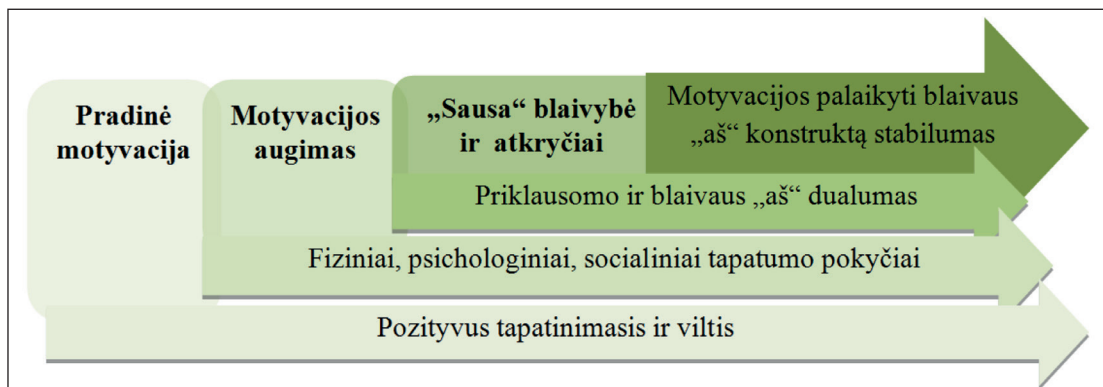 Pradinė
motyvacija
Motyvacijos
augimas
„Sausa“ blaivybė
ir atkryčiai
Motyvacijos palaikyti blaivaus
„aš“ konstruktą stabilumas
Priklausomo ir blaivaus „aš“ dualumas
Fiziniai, psichologiniai, socialiniai tapatumo pokyčiai
Pozityvus tapatinimasis ir viltis